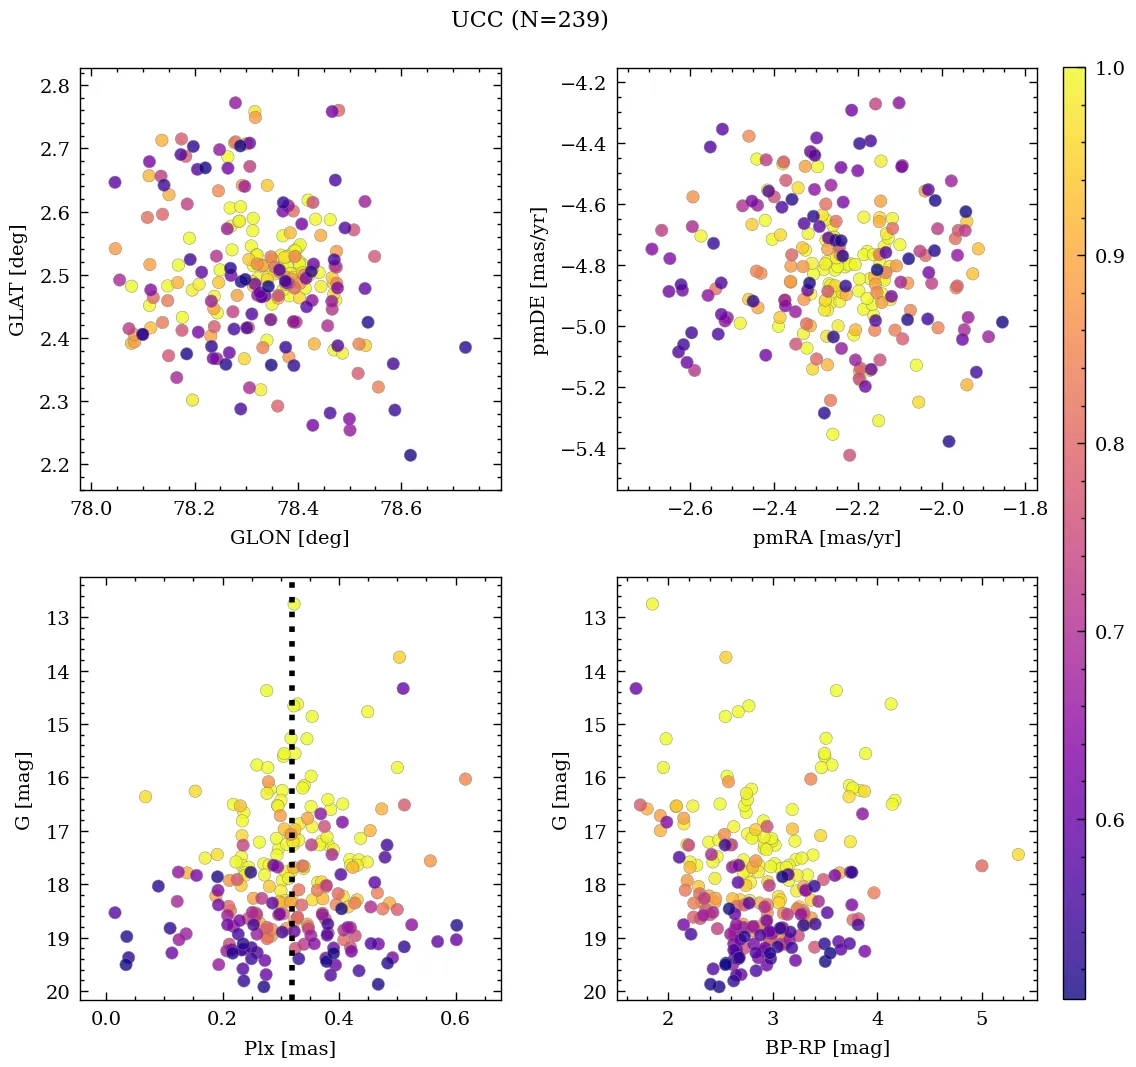 UCC (N=239)
2.8
2.7
2.6
2.5
2.4
2.3
2.2
GLAT [deg]
78.0 78.2 78.4 78.6
GLON [deg]
−4.2
−4.4
−4.6
−4.8
−5.0
−5.2
−5.4
pmDE [mas/yr]
−2.6 −2.4 −2.2 −2.0 −1.8
pmRA [mas/yr]
13
14
15
16
17
18
19
20
G [mag]
0.0 0.2 0.4 0.6
Plx [mas]
13
14
15
16
17
18
19
20
G [mag]
2 3 4 5
BP-RP [mag]
1.0
0.9
0.8
0.7
0.6